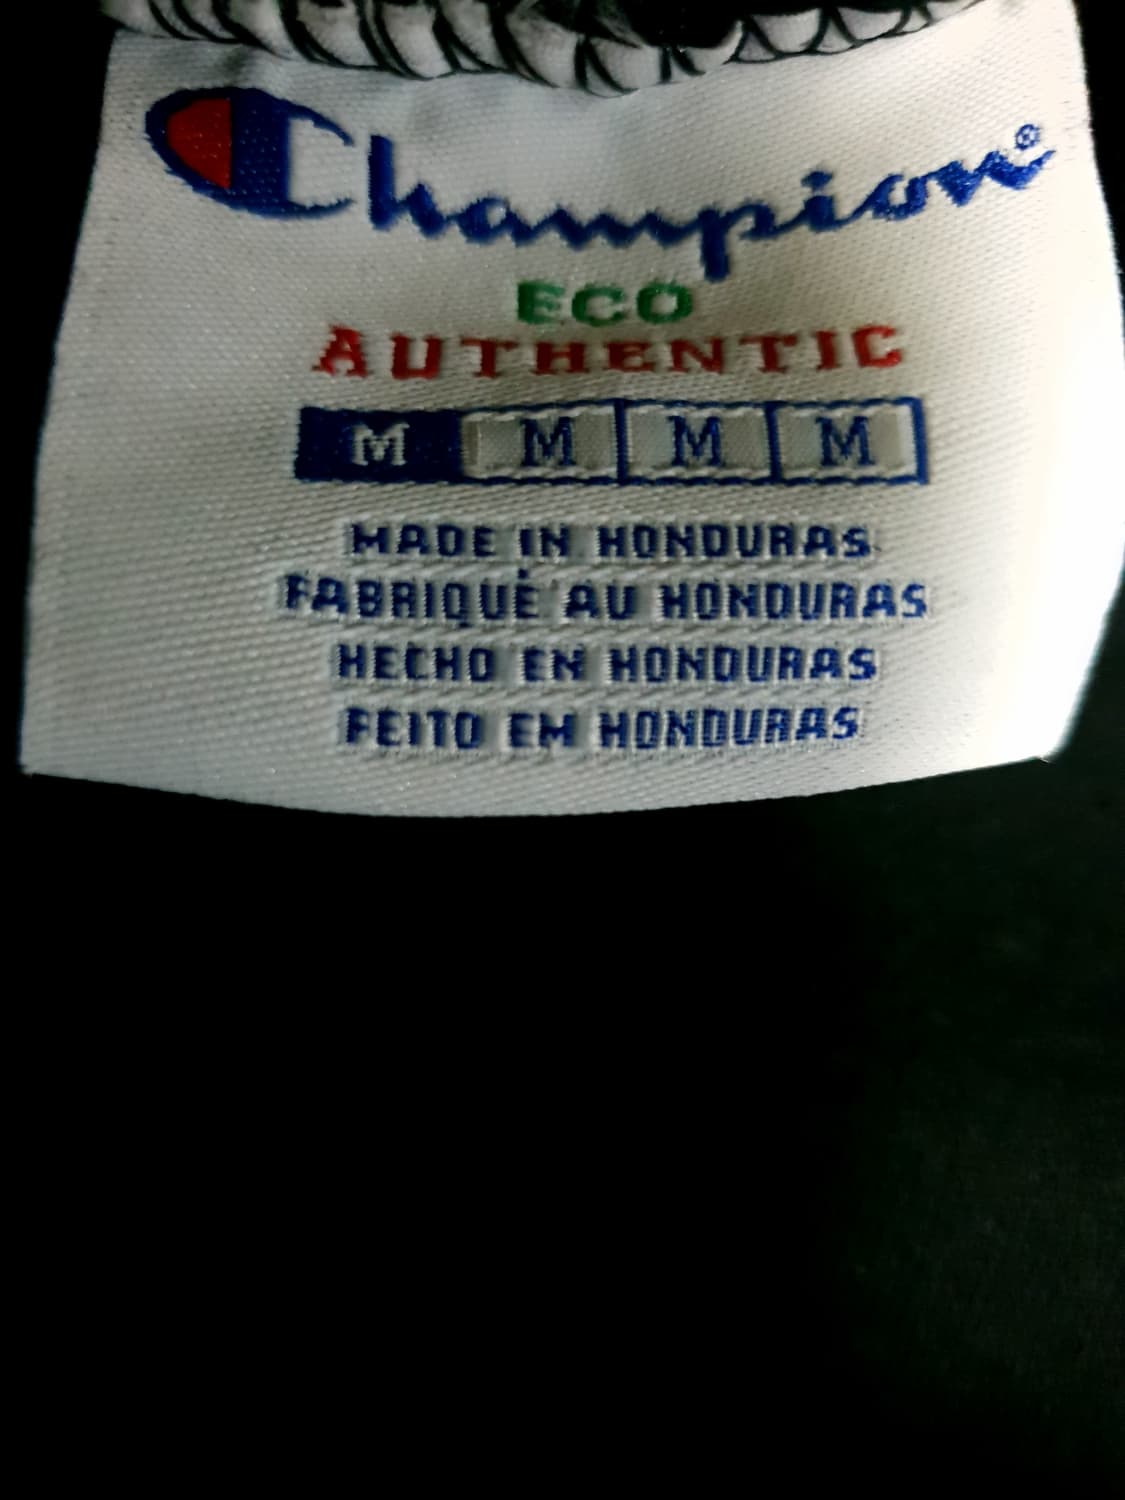 Champion®
ECO
AUTHENTIC
M M M M
MADE IN HONDURAS
FABRIQUÉ AU HONDURAS
HECHO EN HONDURAS
FEITO EM HONDURAS